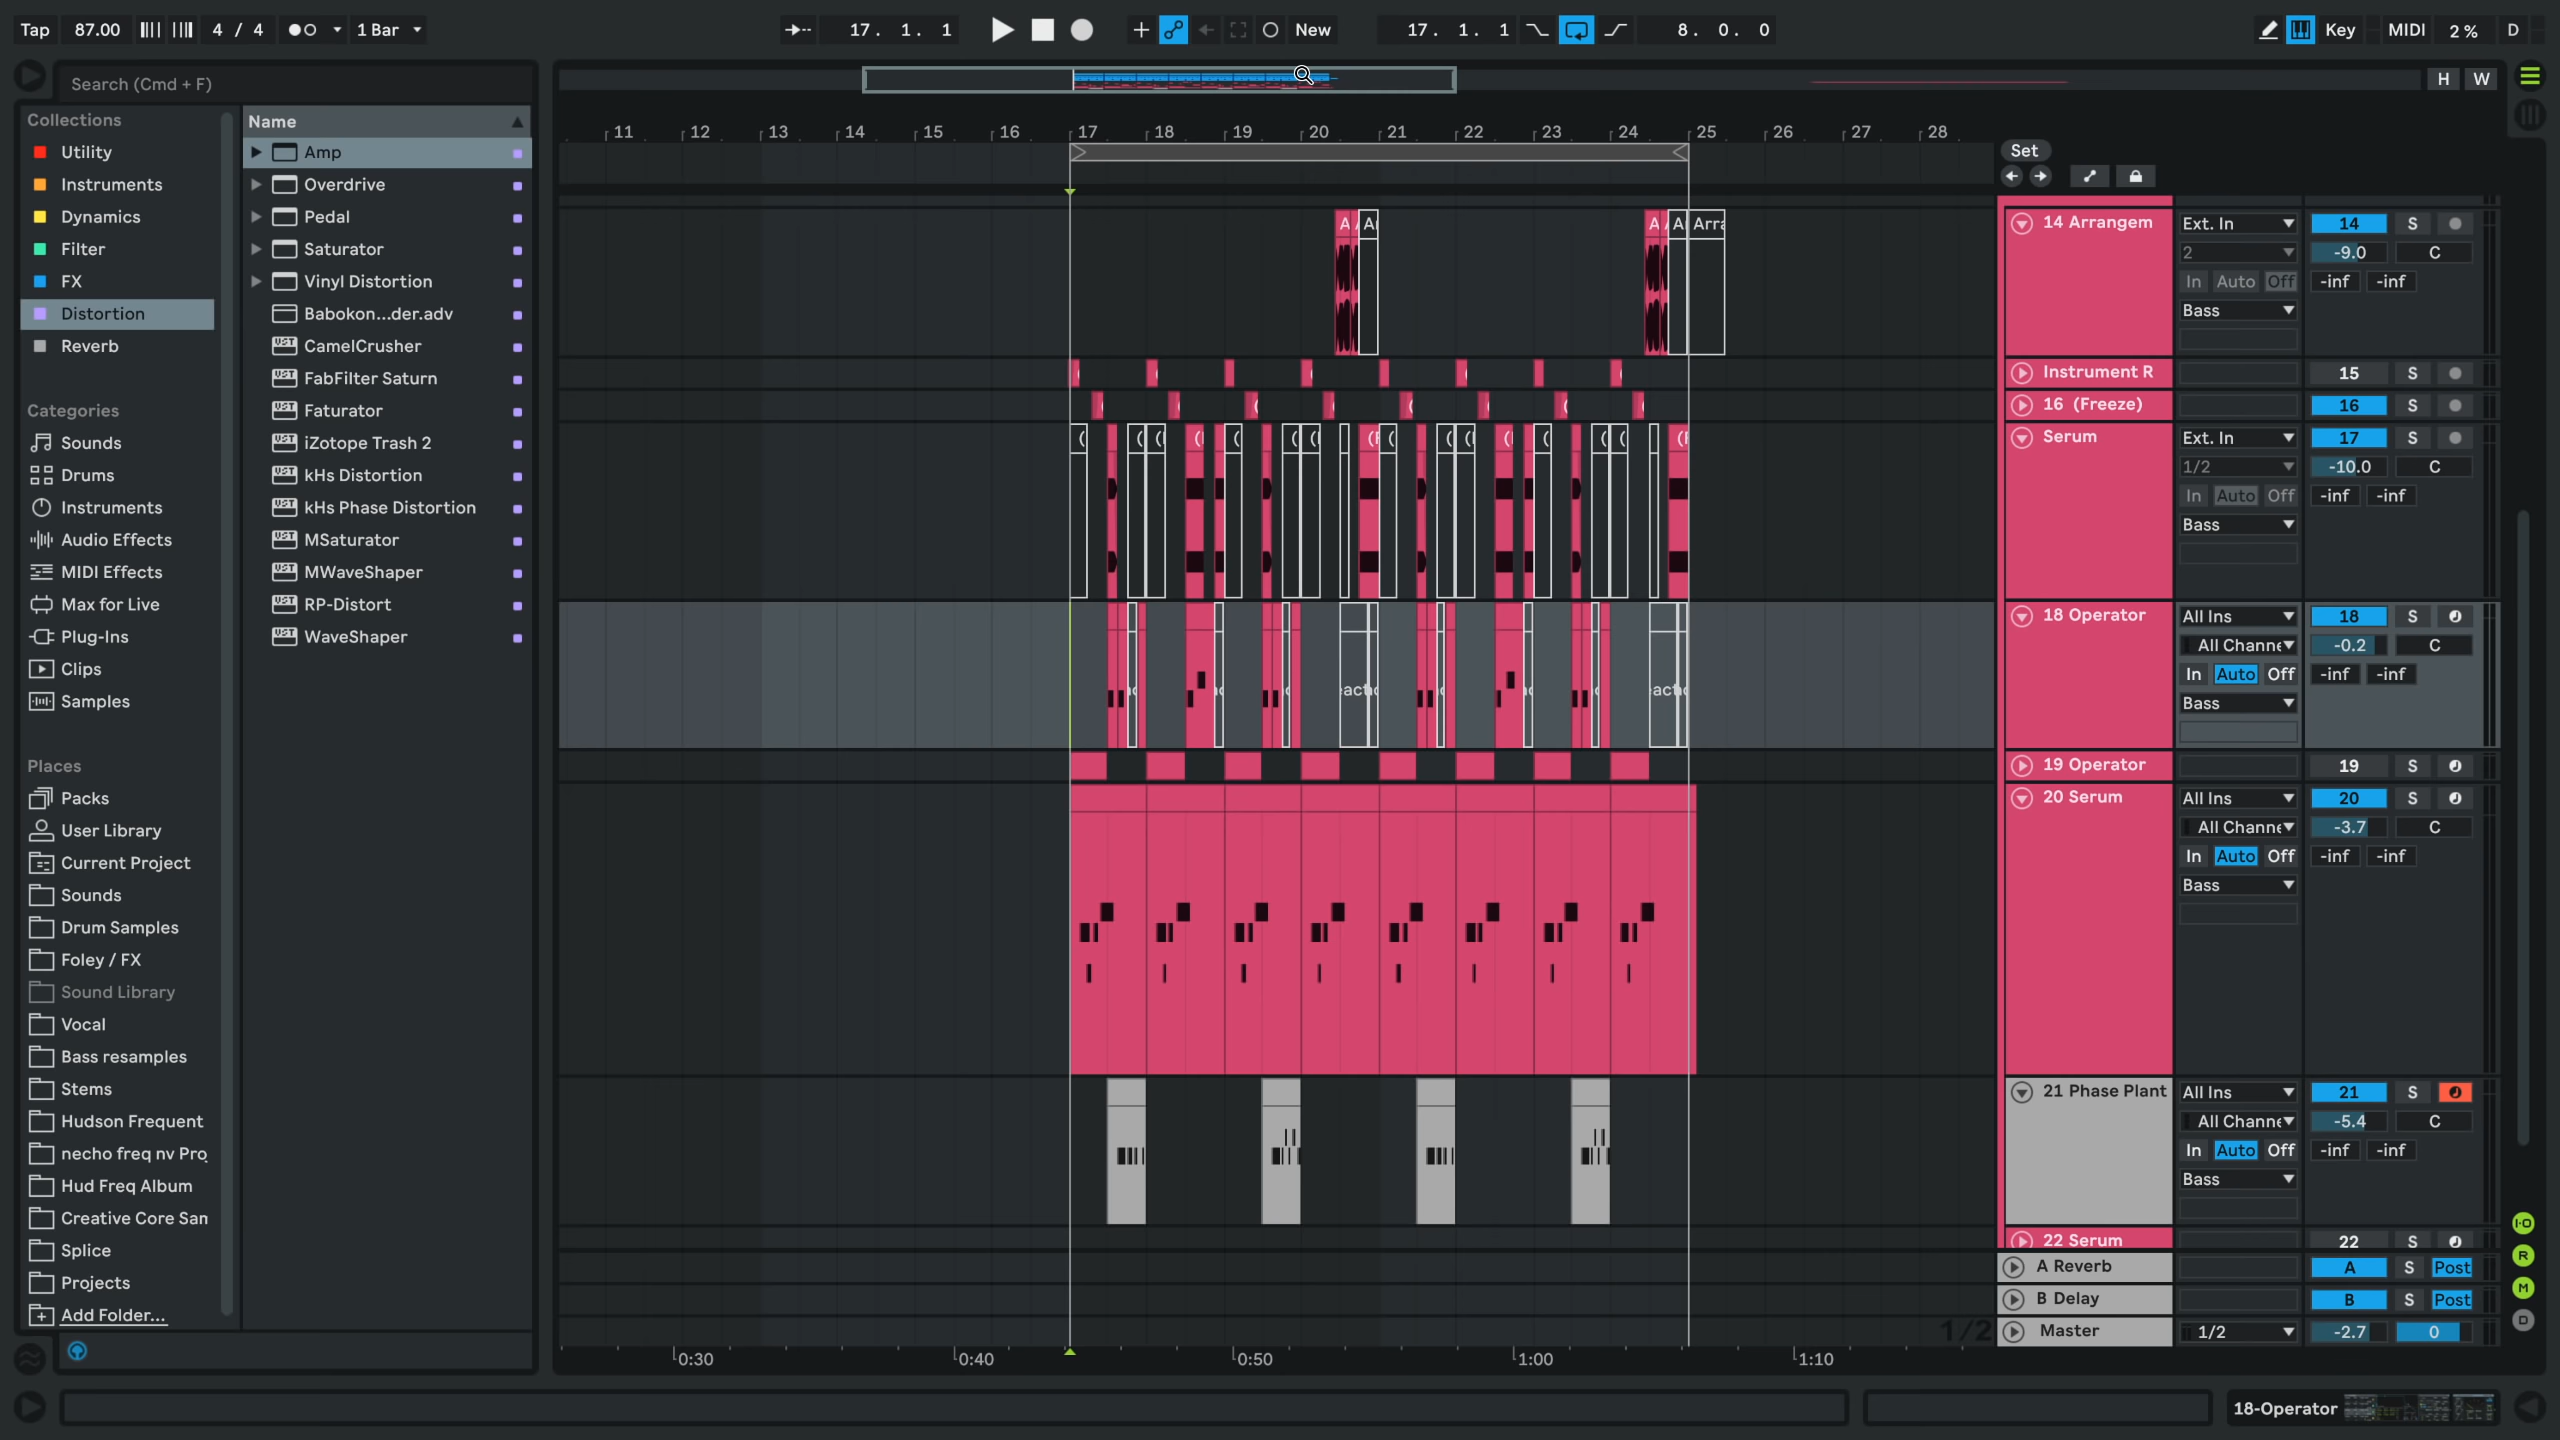 Tap 87.00 4 / 4 1 Bar 17. 1. 1 New 17. 1. 1 8. 0. 0 Key MIDI 2 % D
Search (Cmd + F)
H W
Collections
Utility
Instruments
Dynamics
Filter
FX
Distortion
Reverb
Categories
Sounds
Drums
Instruments
Audio Effects
MIDI Effects
Max for Live
Plug-Ins
Clips
Samples
Places
Packs
User Library
Current Project
Sounds
Drum Samples
Foley / FX
Sound Library
Vocal
Bass resamples
Stems
Hudson Frequent
necho freq nv Pro
Hud Freq Album
Creative Core San
Splice
Projects
Add Folder...
Name
Amp
Overdrive
Pedal
Saturator
Vinyl Distortion
Babokon...der.adv
CamelCrusher
FabFilter Saturn
Faturator
iZotope Trash 2
kHs Distortion
kHs Phase Distortion
MSaturator
MWaveShaper
RP-Distort
WaveShaper
11 12 13 14 15 16 17 18 19 20 21 22 23 24 25 26 27 28
Set
14 Arrangem Ext. In 14 S
2 -9.0 C
In Auto Off -inf -inf
Bass
Instrument R 15 S
16 (Freeze) 16 S
Serum Ext. In 17 S
1/2 -10.0 C
In Auto Off -inf -inf
Bass
18 Operator All Ins 18 S
All Channe -0.2 C
In Auto Off -inf -inf
Bass
19 Operator 19 S
20 Serum All Ins 20 S
All Channe -3.7 C
In Auto Off -inf -inf
Bass
21 Phase Plant All Ins 21 S
All Channe -5.4 C
In Auto Off -inf -inf
Bass
22 Serum 22 S
A Reverb A S Post
B Delay B S Post
1/2 Master 1/2 -2.7 0
0:30 0:40 0:50 1:00 1:10
18-Operator